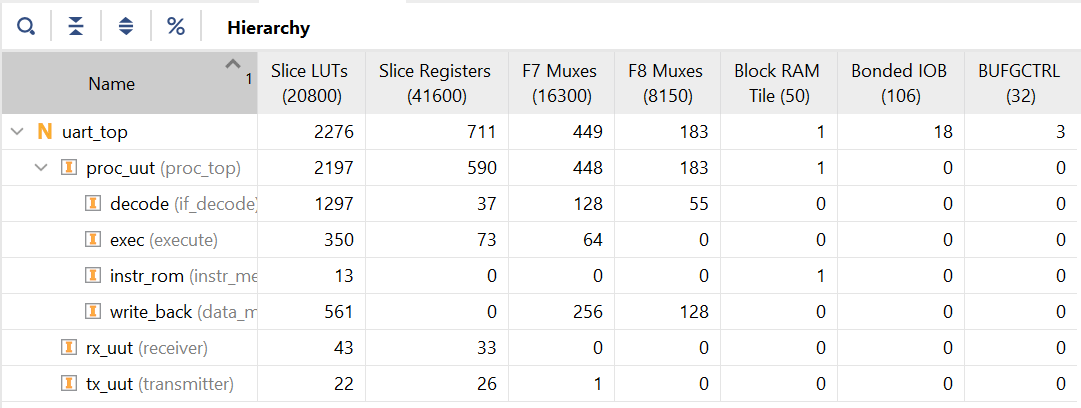 Hierarchy
Name 1 Slice LUTs (20800) Slice Registers (41600) F7 Muxes (16300) F8 Muxes (8150) Block RAM Tile (50) Bonded IOB (106) BUFGCTRL (32)
N uart_top 2276 711 449 183 1 18 3
I proc_uut (proc_top) 2197 590 448 183 1 0 0
I decode (if_decode) 1297 37 128 55 0 0 0
I exec (execute) 350 73 64 0 0 0 0
I instr_rom (instr_me 13 0 0 0 1 0 0
I write_back (data_m 561 0 256 128 0 0 0
I rx_uut (receiver) 43 33 0 0 0 0 0
I tx_uut (transmitter) 22 26 1 0 0 0 0